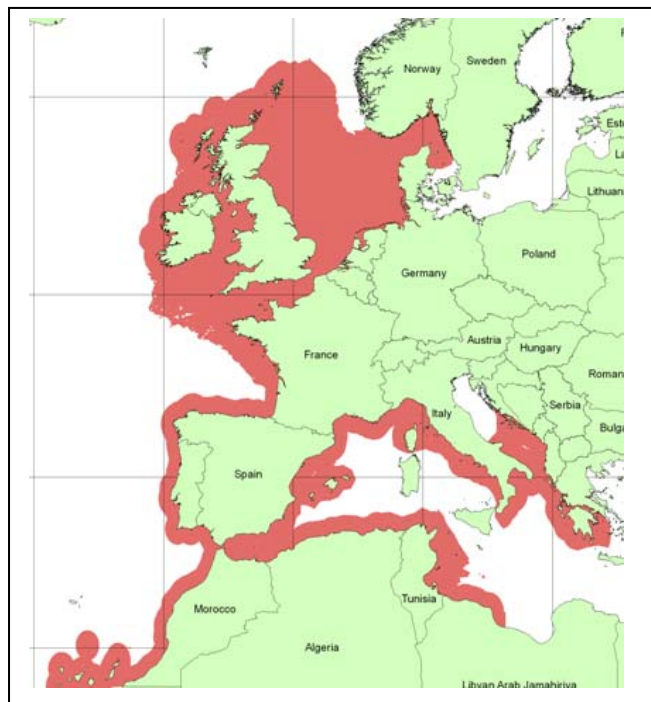 Norway
Sweden
Lithuan
Poland
Germany
Austria
Hungary
France
Roman
Italy
Serbia
Bulg
Spain
Morocco
Tunisia
Algeria
Libyan Arab Jamahiriya